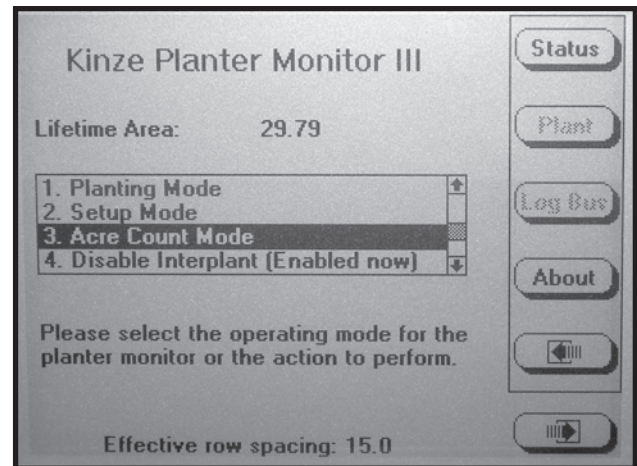 Kinze Planter Monitor III
Lifetime Area: 29.79
1. Planting Mode
2. Setup Mode
3. Acre Count Mode
4. Disable Interplant (Enabled now)
Please select the operating mode for the
planter monitor or the action to perform.
Effective row spacing: 15.0
Status
Plant
Log Bus
About